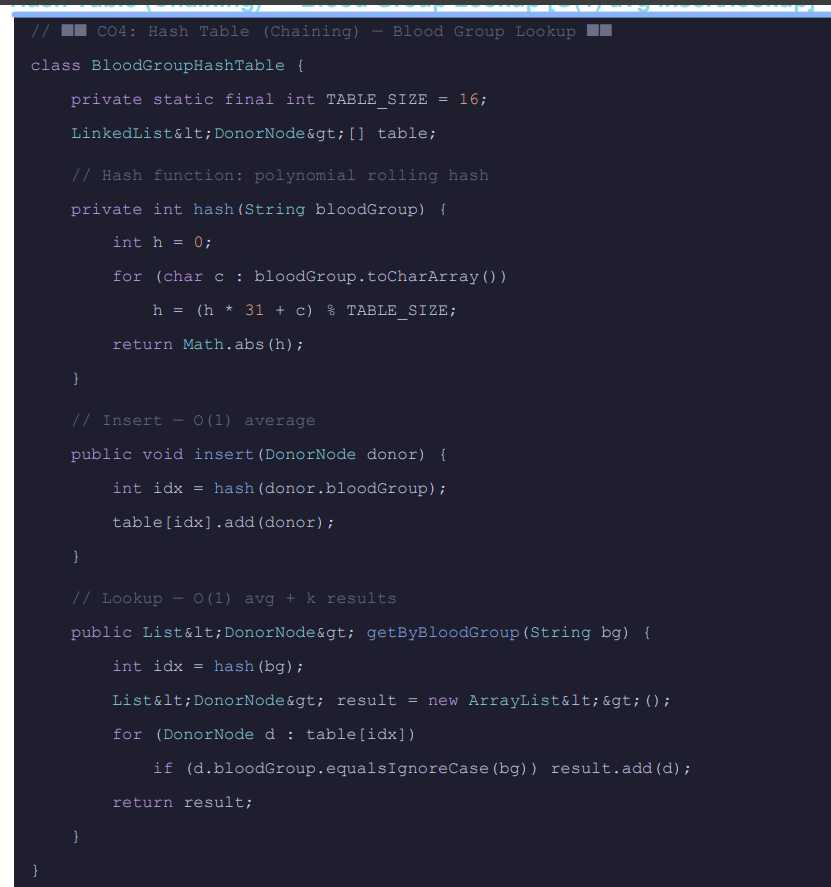 // ■■ CO4: Hash Table (Chaining) — Blood Group Lookup ■■
class BloodGroupHashTable {
private static final int TABLE_SIZE = 16;
LinkedList&lt;DonorNode&gt;[] table;
// Hash function: polynomial rolling hash
private int hash(String bloodGroup) {
int h = 0;
for (char c : bloodGroup.toCharArray())
h = (h * 31 + c) % TABLE_SIZE;
return Math.abs(h);
}
// Insert — O(1) average
public void insert(DonorNode donor) {
int idx = hash(donor.bloodGroup);
table[idx].add(donor);
}
// Lookup — O(1) avg + k results
public List&lt;DonorNode&gt; getByBloodGroup(String bg) {
int idx = hash(bg);
List&lt;DonorNode&gt; result = new ArrayList&lt;&gt;();
for (DonorNode d : table[idx])
if (d.bloodGroup.equalsIgnoreCase(bg)) result.add(d);
return result;
}
}